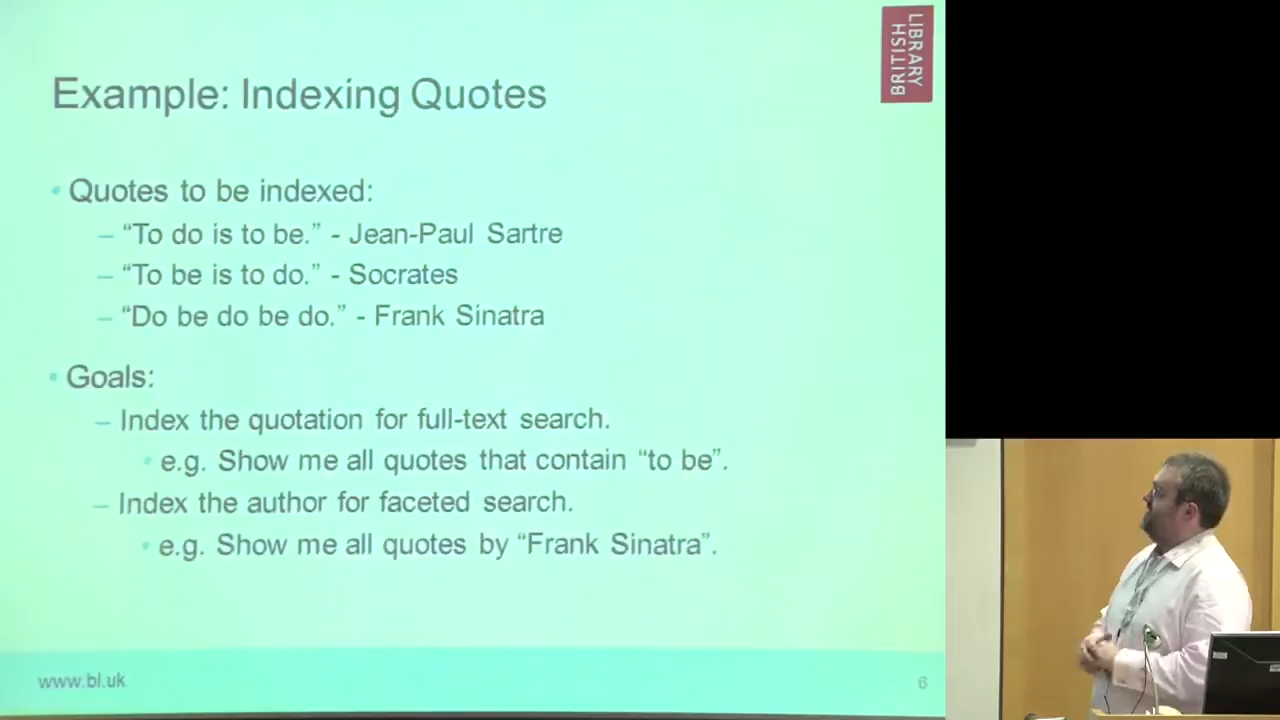 LIBRARY
BRITISH
Example: Indexing Quotes
• Quotes to be indexed:
– “To do is to be.” - Jean-Paul Sartre
– “To be is to do.” - Socrates
– “Do be do be do.” - Frank Sinatra
• Goals:
– Index the quotation for full-text search.
• e.g. Show me all quotes that contain “to be”.
– Index the author for faceted search.
• e.g. Show me all quotes by “Frank Sinatra”.
www.bl.uk
6